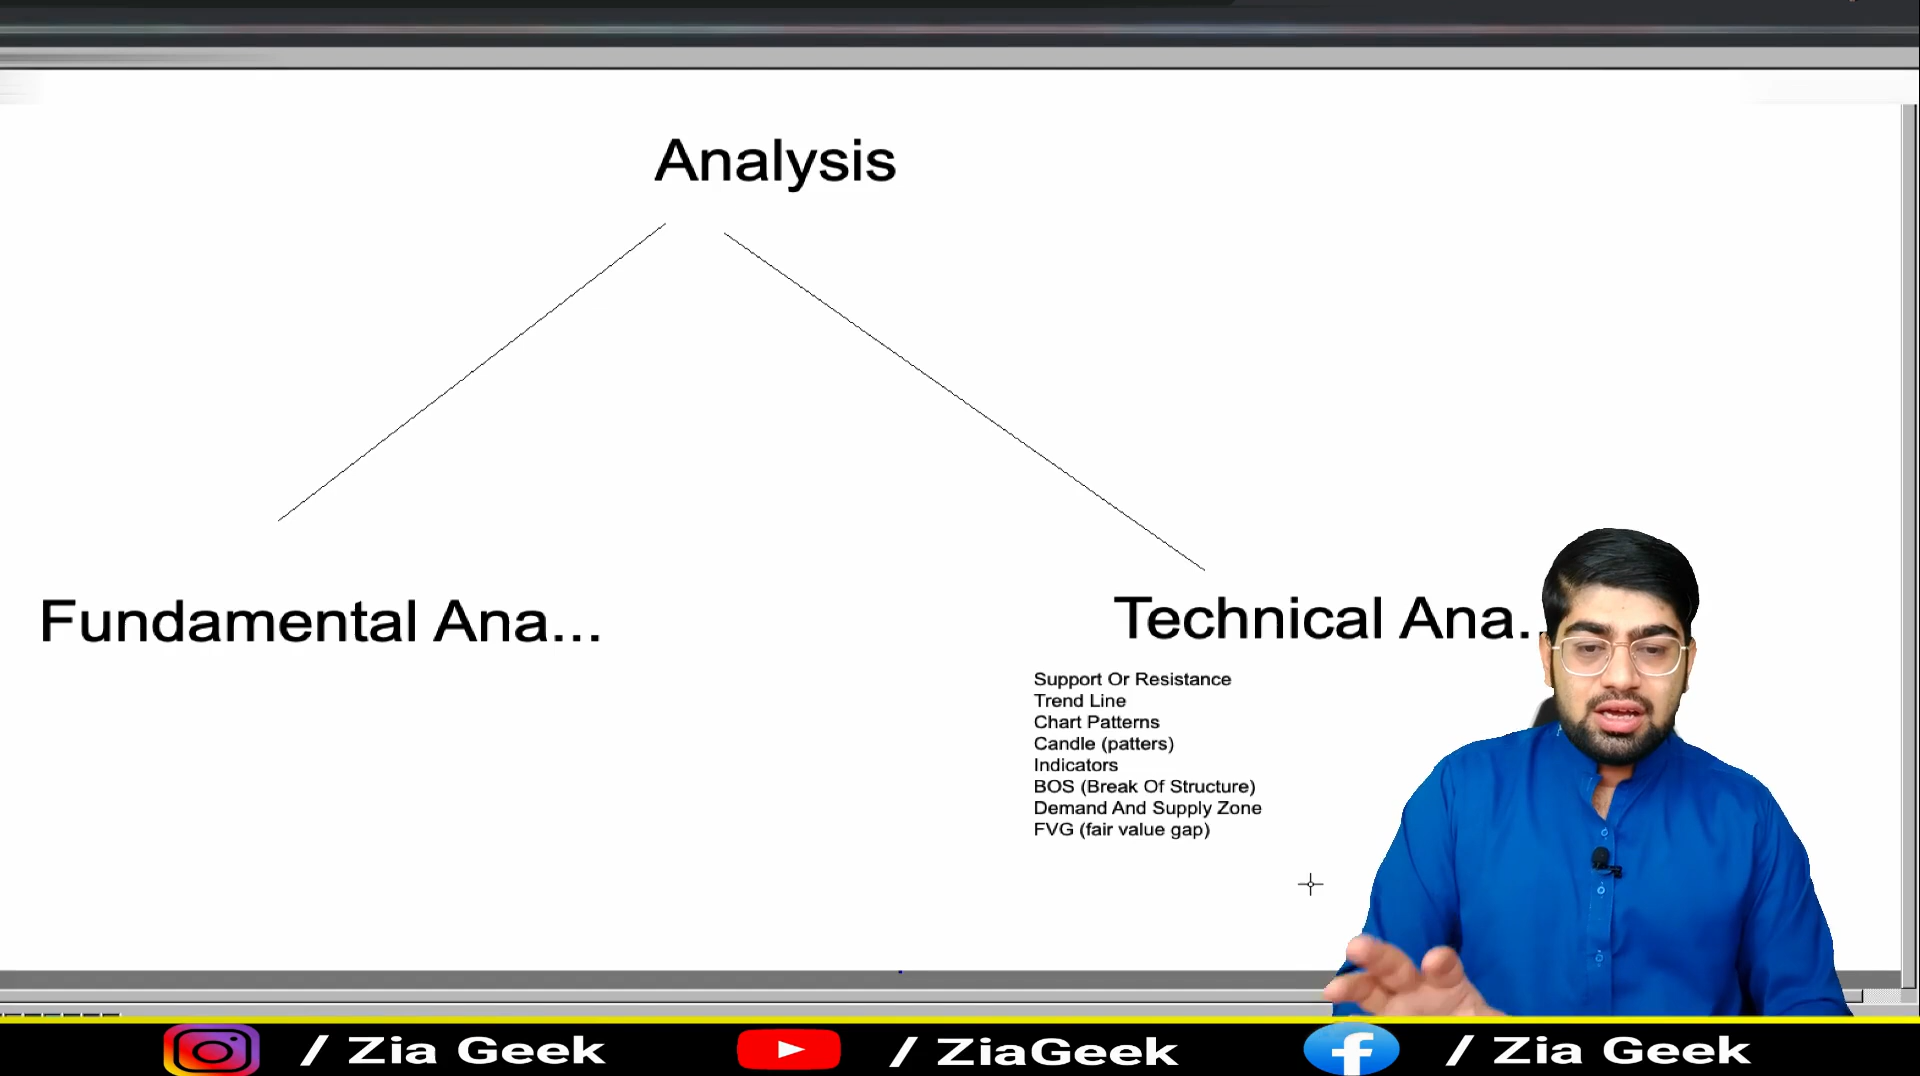 Analysis
Fundamental Ana...
Technical Ana.
Support Or Resistance
Trend Line
Chart Patterns
Candle (patters)
Indicators
BOS (Break Of Structure)
Demand And Supply Zone
FVG (fair value gap)
/ Zia Geek
/ ZiaGeek
/ Zia Geek